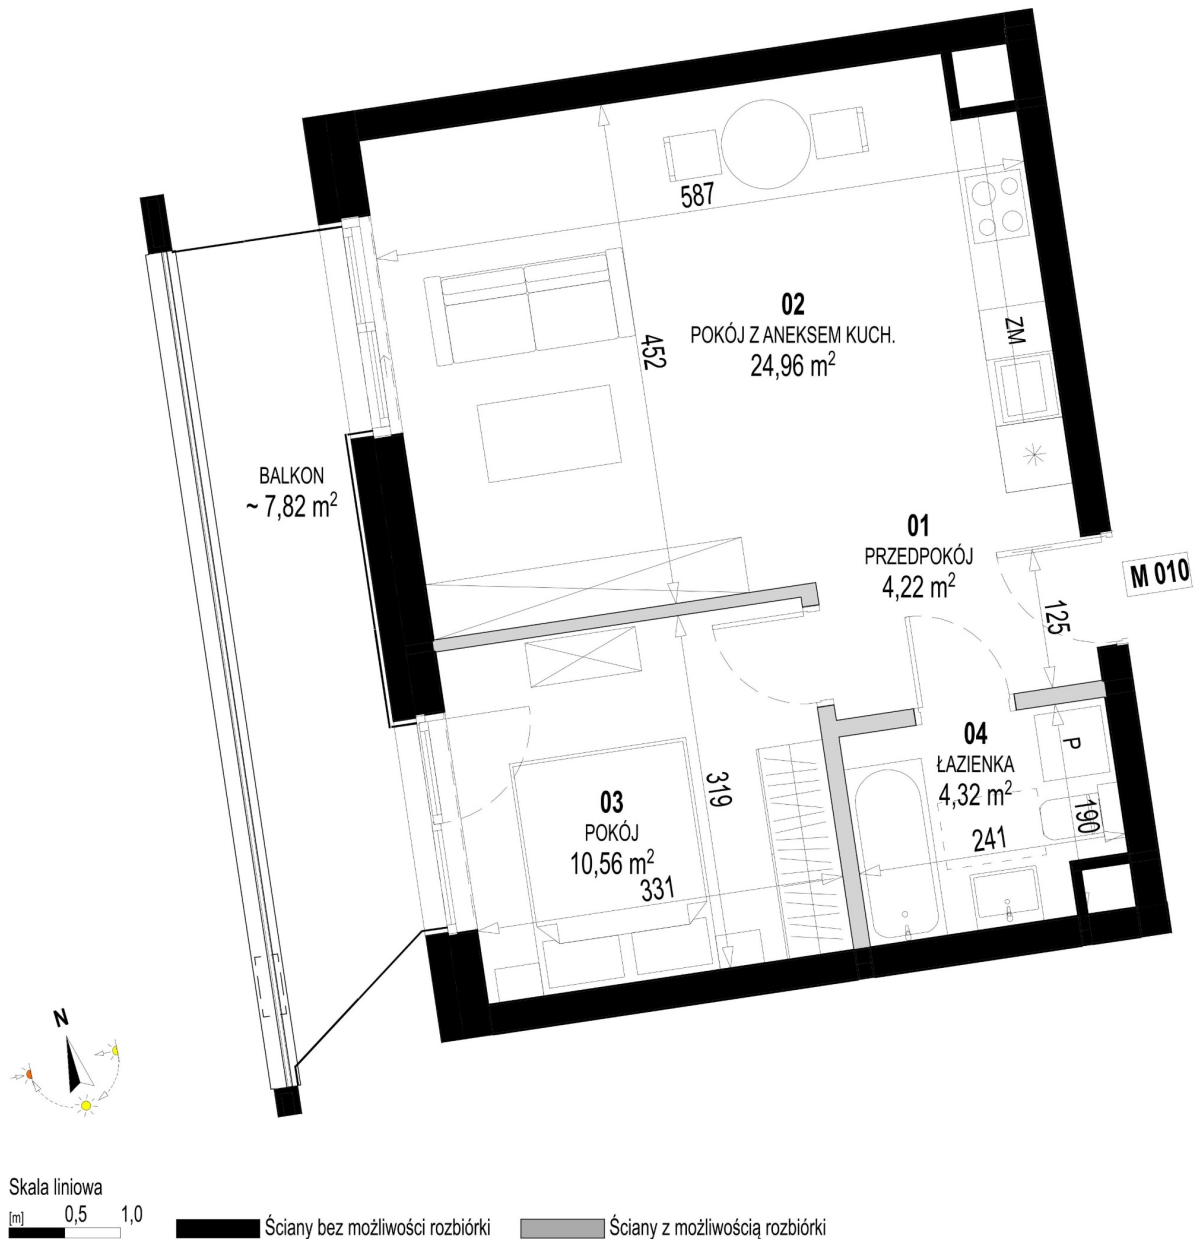 587
02
POKÓJ Z ANEKSEM KUCH.
24,96 m²
ZM
452
BALKON
~ 7,82 m²
01
PRZEDPOKÓJ
4,22 m²
M 010
125
04
ŁAZIENKA
4,32 m²
P
190
241
319
03
POKÓJ
10,56 m²
331
N
Skala liniowa
[m] 0,5 1,0
Ściany bez możliwości rozbiórki
Ściany z możliwością rozbiórki